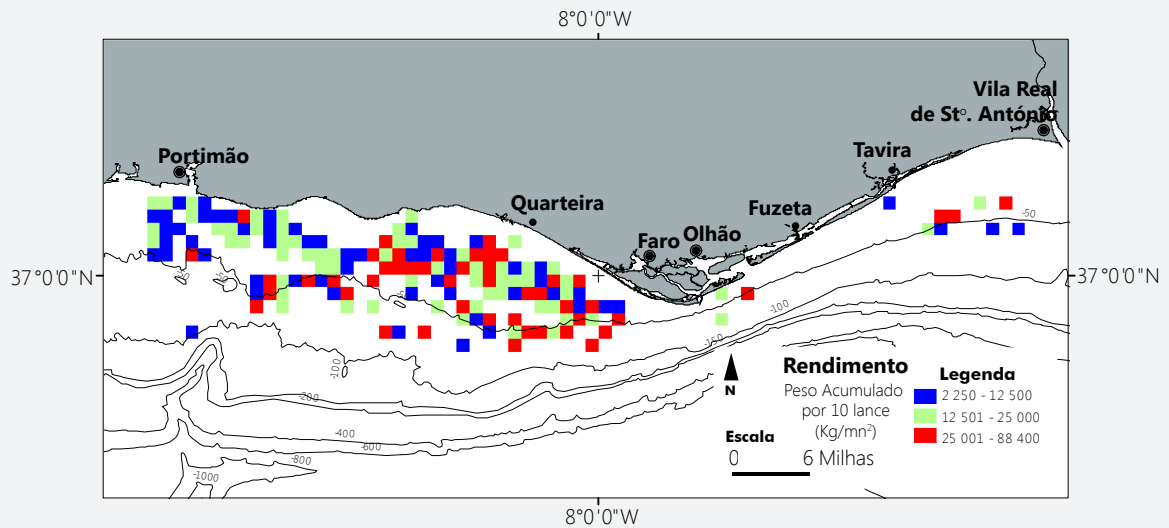 8°0'0"W
Vila Real
de Stº. António
Portimão
Tavira
Quarteira
Fuzeta
Faro
Olhão
37°0'0"N
37°0'0"N
-50
-100
-150
-100
-200
-400
-600
-800
-1000
Rendimento
Peso Acumulado
por 10 lance
(Kg/mn²)
Legenda
2 250 - 12 500
12 501 - 25 000
25 001 - 88 400
N
Escala
0 6 Milhas
8°0'0"W